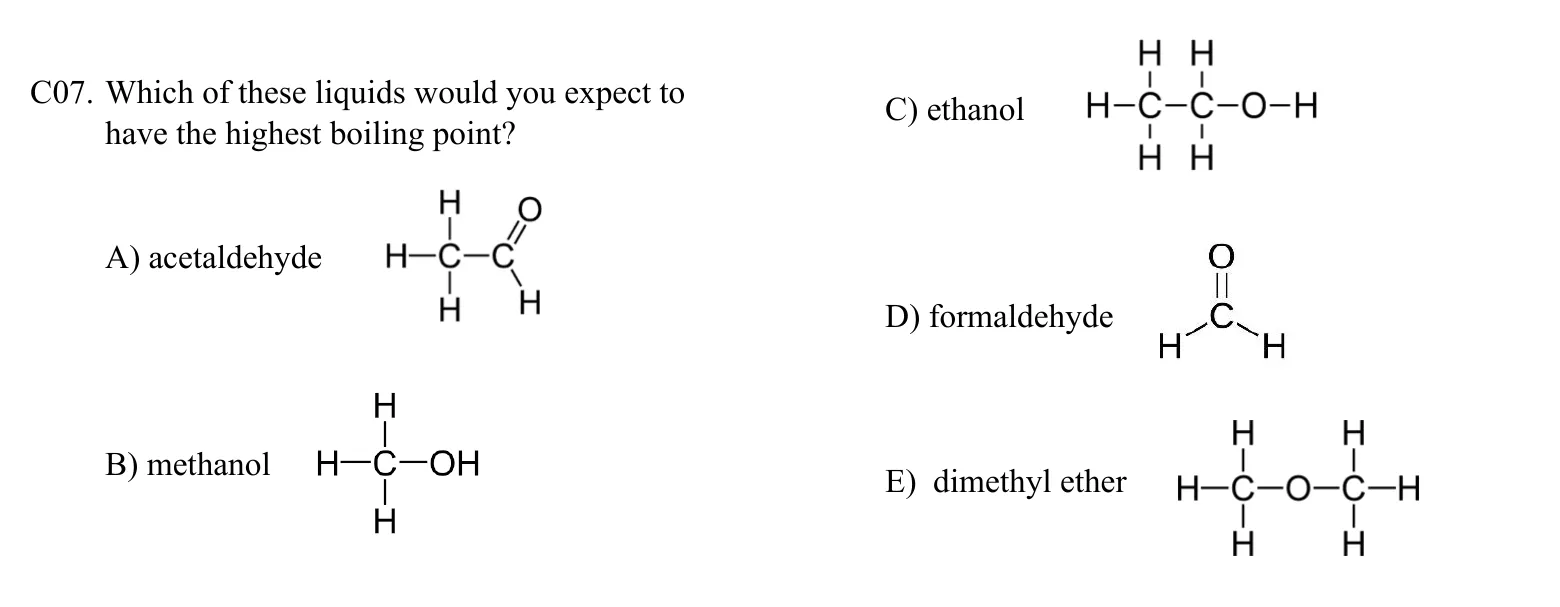 C07. Which of these liquids would you expect to
have the highest boiling point?
A) acetaldehyde
H
O
H–C–C
H
H
B) methanol
H
H–C–OH
H
C) ethanol
H H
H–C–C–O–H
H H
D) formaldehyde
O
C
H H
E) dimethyl ether
H H
H–C–O–C–H
H H